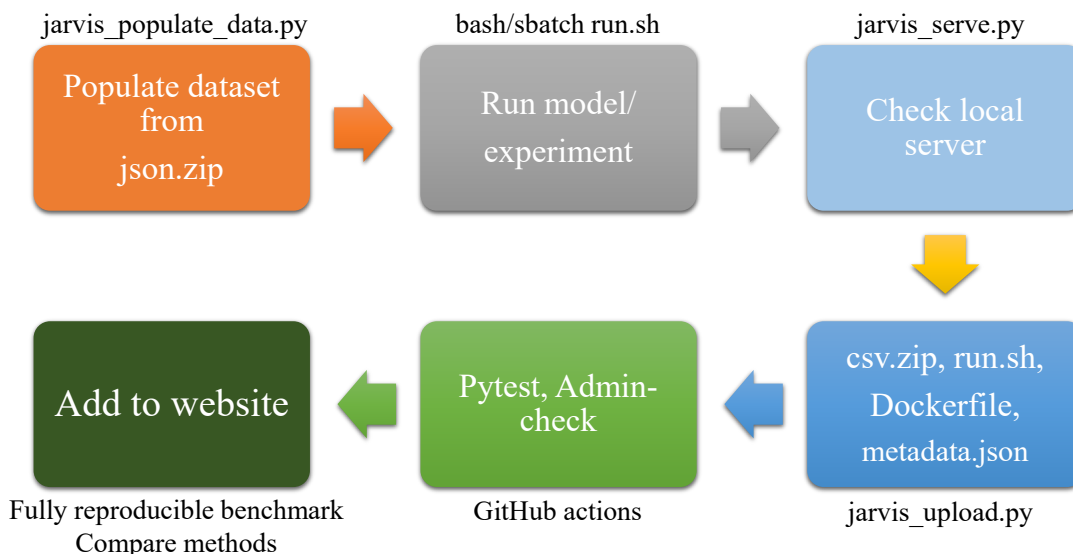 jarvis_populate_data.py
bash/sbatch run.sh
jarvis_serve.py
Populate dataset
from
json.zip
Run model/
experiment
Check local
server
Add to website
Pytest, Admin-
check
csv.zip, run.sh,
Dockerfile,
metadata.json
Fully reproducible benchmark
Compare methods
GitHub actions
jarvis_upload.py